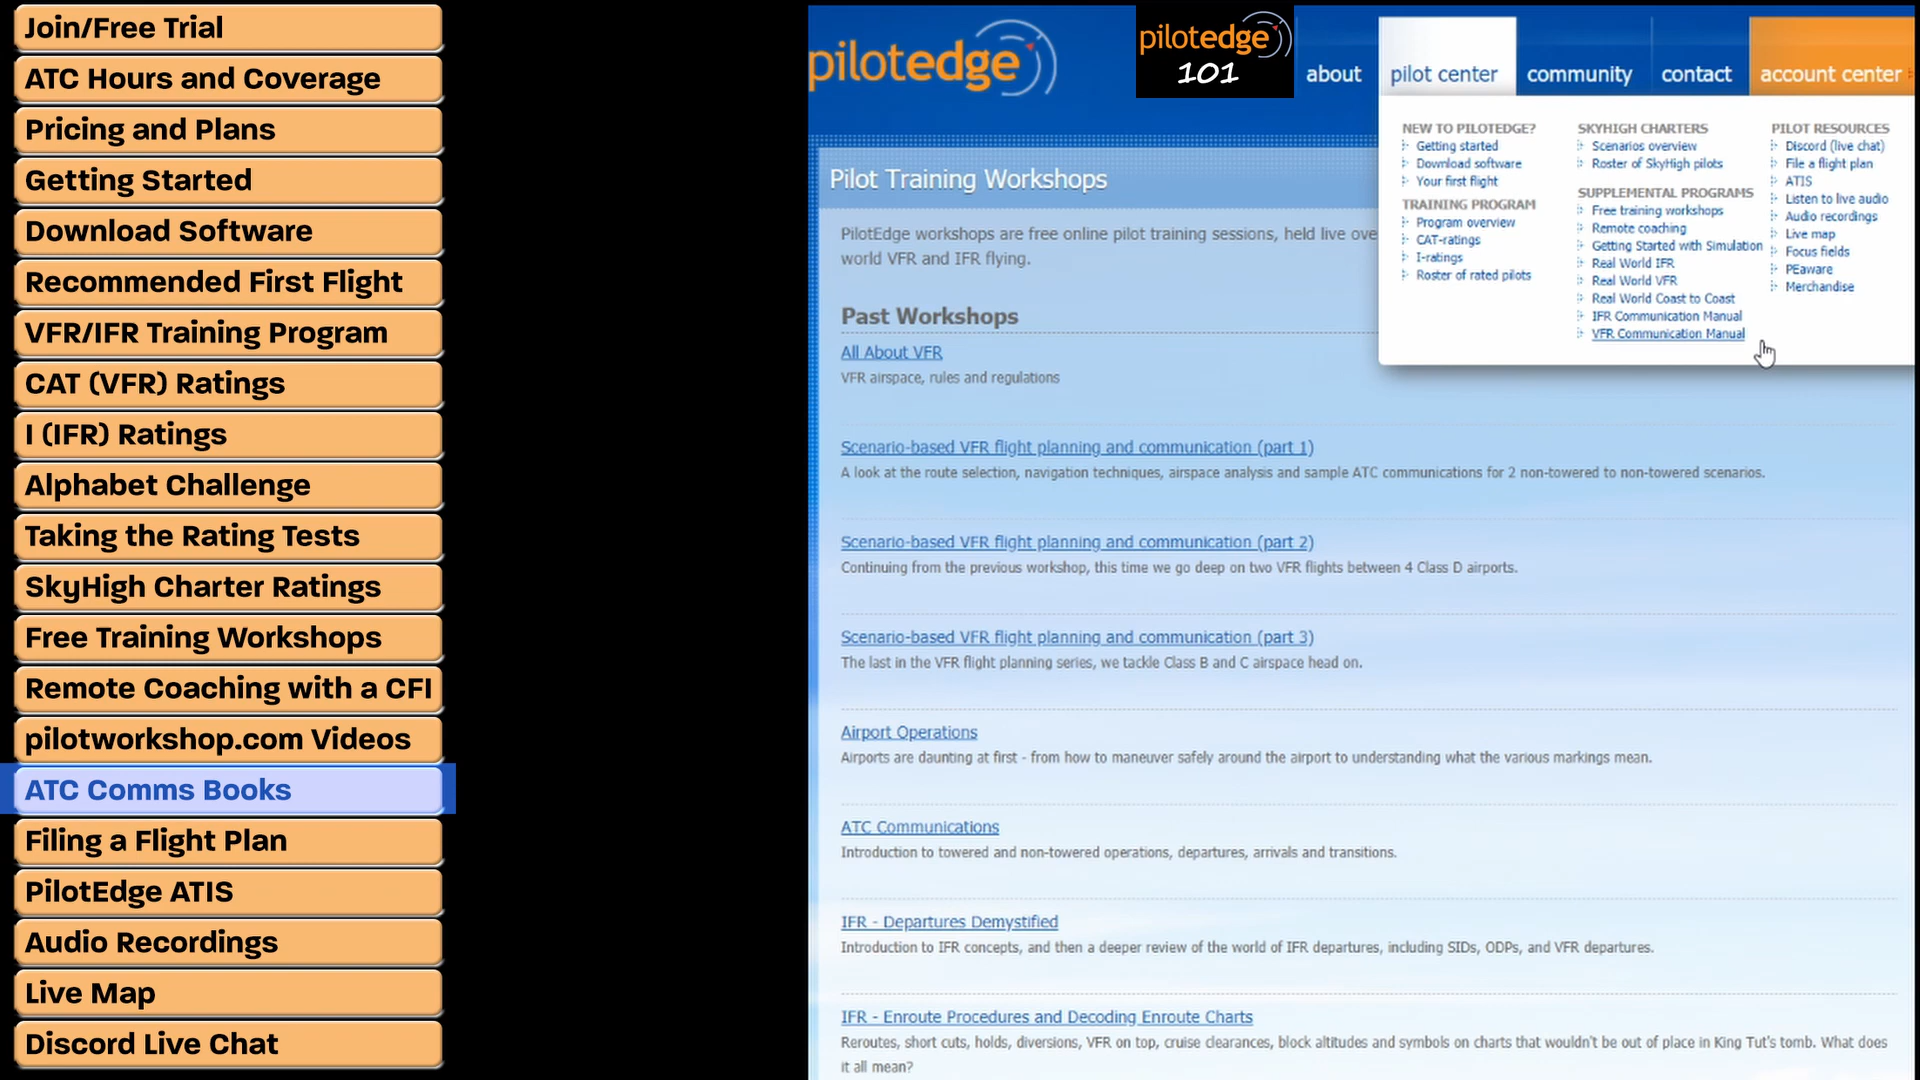 Join/Free Trial
ATC Hours and Coverage
Pricing and Plans
Getting Started
Download Software
Recommended First Flight
VFR/IFR Training Program
CAT (VFR) Ratings
I (IFR) Ratings
Alphabet Challenge
Taking the Rating Tests
SkyHigh Charter Ratings
Free Training Workshops
Remote Coaching with a CFI
pilotworkshop.com Videos
ATC Comms Books
Filing a Flight Plan
PilotEdge ATIS
Audio Recordings
Live Map
Discord Live Chat
pilotedge
pilotedge
101
about
pilot center
community
contact
account center
NEW TO PILOTEDGE?
Getting started
Download software
Your first flight
TRAINING PROGRAM
Program overview
CAT-ratings
I-ratings
Roster of rated pilots
SKYHIGH CHARTERS
Scenarios overview
Roster of SkyHigh pilots
SUPPLEMENTAL PROGRAMS
Free training workshops
Remote coaching
Getting Started with Simulation
Real World IFR
Real World VFR
Real World Coast to Coast
IFR Communication Manual
VFR Communication Manual
PILOT RESOURCES
Discord (live chat)
File a flight plan
ATIS
Listen to live audio
Audio recordings
Live map
Focus fields
PEaware
Merchandise
Pilot Training Workshops
PilotEdge workshops are free online pilot training sessions, held live ove
world VFR and IFR flying.
Past Workshops
All About VFR
VFR airspace, rules and regulations
Scenario-based VFR flight planning and communication (part 1)
A look at the route selection, navigation techniques, airspace analysis and sample ATC communications for 2 non-towered to non-towered scenarios.
Scenario-based VFR flight planning and communication (part 2)
Continuing from the previous workshop, this time we go deep on two VFR flights between 4 Class D airports.
Scenario-based VFR flight planning and communication (part 3)
The last in the VFR flight planning series, we tackle Class B and C airspace head on.
Airport Operations
Airports are daunting at first - from how to maneuver safely around the airport to understanding what the various markings mean.
ATC Communications
Introduction to towered and non-towered operations, departures, arrivals and transitions.
IFR - Departures Demystified
Introduction to IFR concepts, and then a deeper review of the world of IFR departures, including SIDs, ODPs, and VFR departures.
IFR - Enroute Procedures and Decoding Enroute Charts
Reroutes, short cuts, holds, diversions, VFR on top, cruise clearances, block altitudes and symbols on charts that wouldn't be out of place in King Tut's tomb. What does
it all mean?